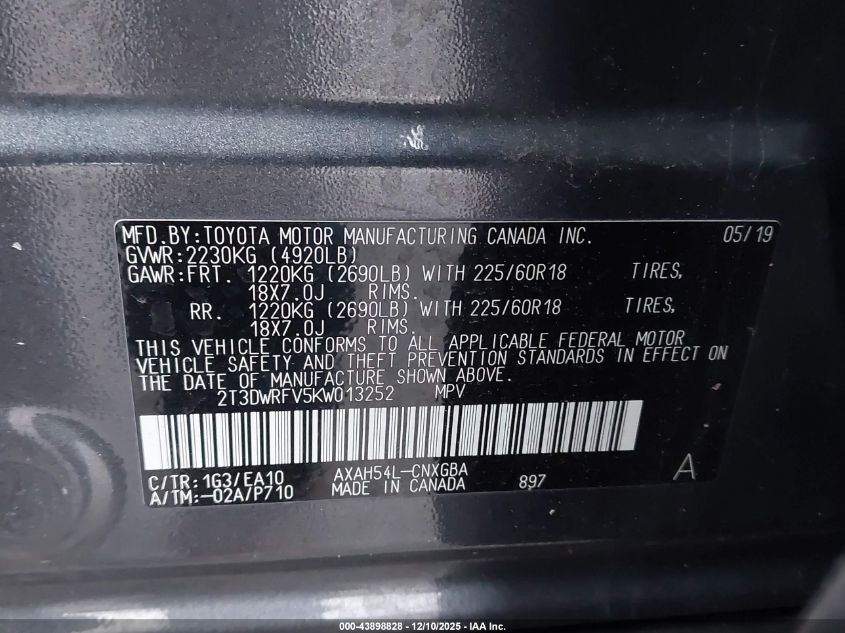 MFD.BY:TOYOTA MOTOR MANUFACTURING CANADA INC. 05/19
GVWR:2230KG (4920LB)
GAWR:FRT. 1220KG (2690LB) WITH 225/60R18 TIRES,
18X7.0J RIMS.
RR. 1220KG (2690LB) WITH 225/60R18 TIRES,
18X7.0J RIMS.
THIS VEHICLE CONFORMS TO ALL APPLICABLE FEDERAL MOTOR
VEHICLE SAFETY AND THEFT PREVENTION STANDARDS IN EFFECT ON
THE DATE OF MANUFACTURE SHOWN ABOVE.
2T3DWRFV5KW013252 MPV
C/TR:1G3/EA10 AXAH54L-CNXGBA A
A/TM:-02A/P710 MADE IN CANADA 897
000-43898828 - 12/10/2025 - IAA Inc.